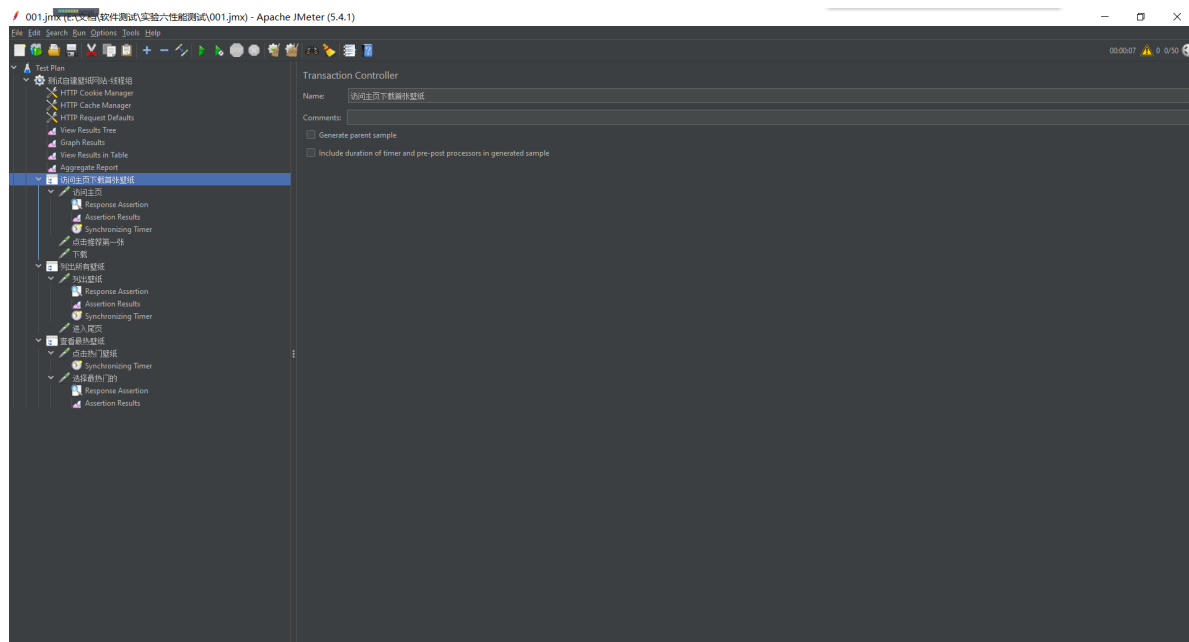 001.jmx (E:\文档\软件测试\实验六性能测试\001.jmx) - Apache JMeter (5.4.1)
File Edit Search Run Options Tools Help
00:00:07 0 0/50
Test Plan
测试自建壁纸网站-线程组
HTTP Cookie Manager
HTTP Cache Manager
HTTP Request Defaults
View Results Tree
Graph Results
View Results in Table
Aggregate Report
访问主页下载首张壁纸
访问主页
Response Assertion
Assertion Results
Synchronizing Timer
点击推荐第一张
下载
列出所有壁纸
列出壁纸
Response Assertion
Assertion Results
Synchronizing Timer
进入尾页
查看最热壁纸
点击热门壁纸
Synchronizing Timer
选择最热门的
Response Assertion
Assertion Results
Transaction Controller
Name: 访问主页下载首张壁纸
Comments:
Generate parent sample
Include duration of timer and pre-post processors in generated sample